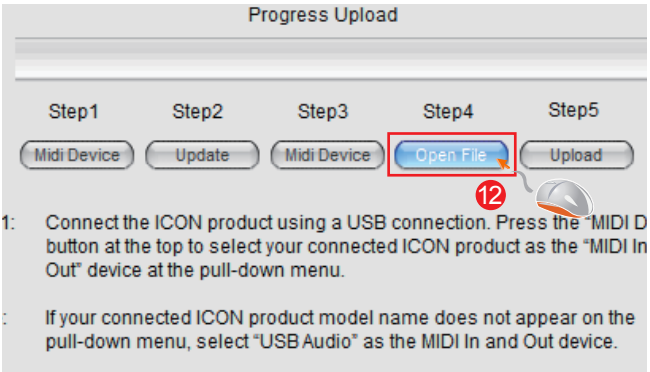 Progress Upload
Step1 Step2 Step3 Step4 Step5
Midi Device Update Midi Device Open File Upload
12
1: Connect the ICON product using a USB connection. Press the “MIDI D
button at the top to select your connected ICON product as the “MIDI In
Out” device at the pull-down menu.
: If your connected ICON product model name does not appear on the
pull-down menu, select “USB Audio” as the MIDI In and Out device.